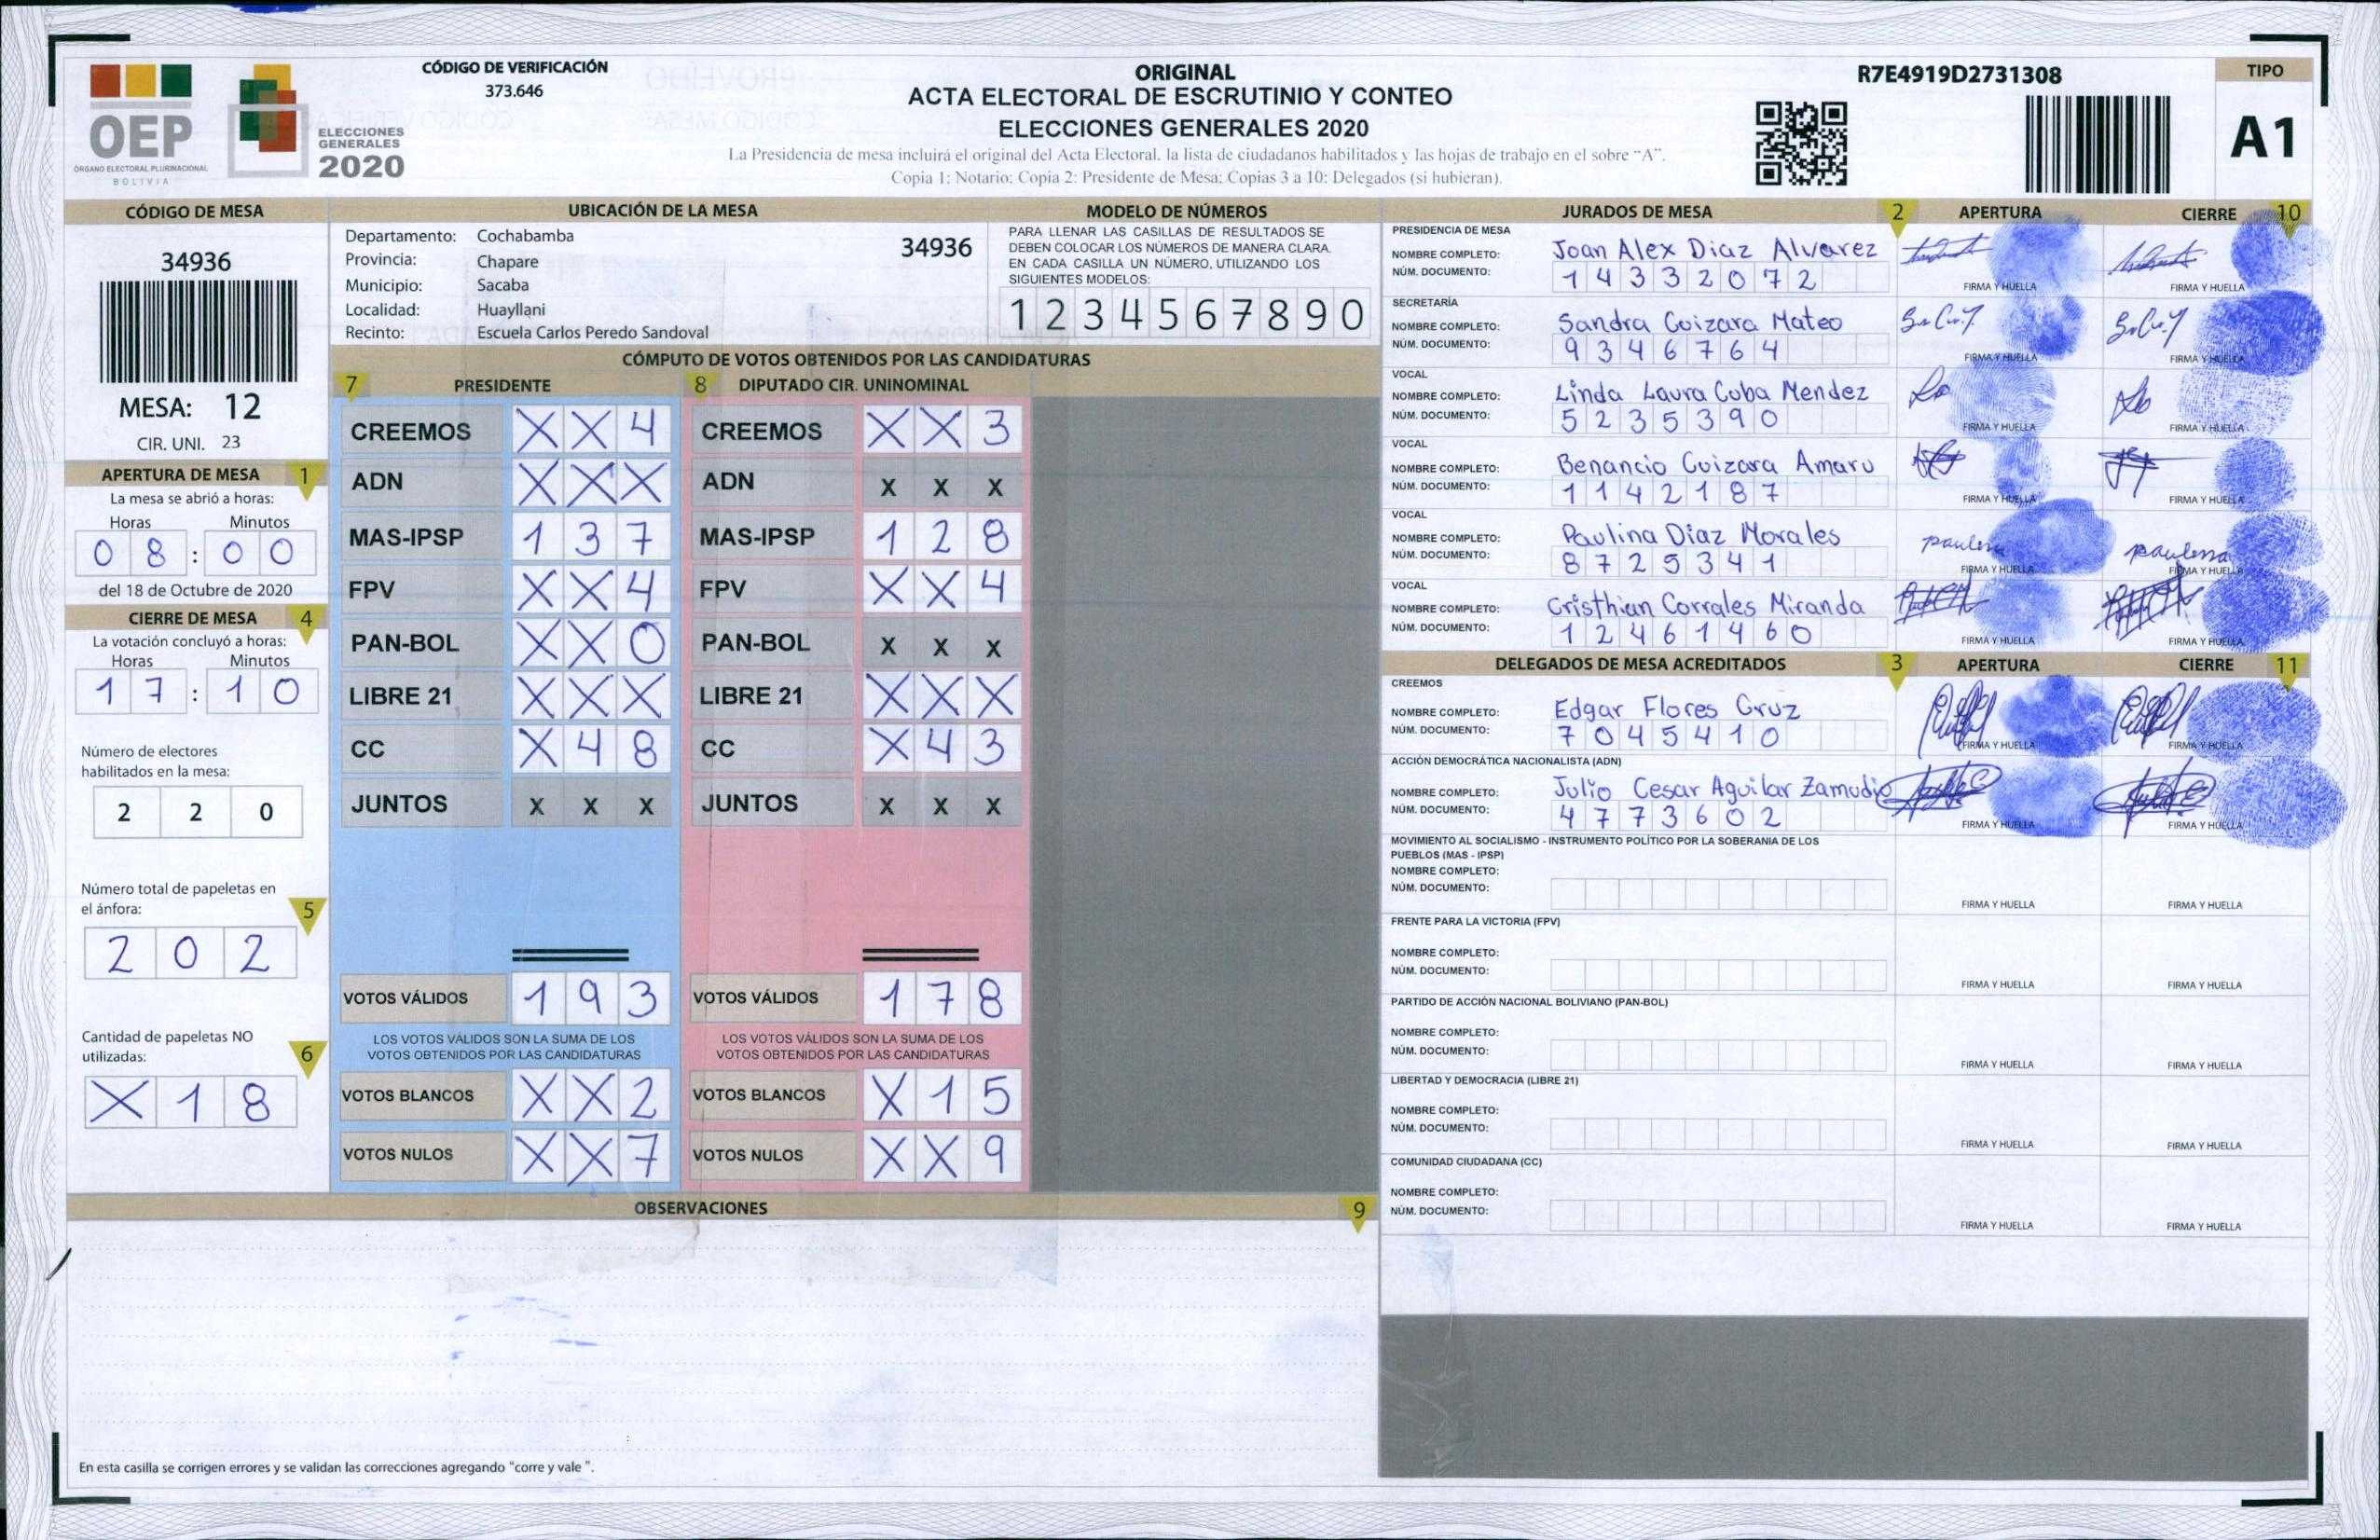 CÓDIGO DE VERIFICACIÓN
373.646
ORIGINAL
ACTA ELECTORAL DE ESCRUTINIO Y CONTEO
ELECCIONES GENERALES 2020
La Presidencia de mesa incluirá el original del Acta Electoral, la lista de ciudadanos habilitados y las hojas de trabajo en el sobre “A”.
Copia 1: Notario; Copia 2: Presidente de Mesa; Copias 3 a 10: Delegados (si hubieran).
R7E4919D2731308
TIPO
A1
OEP
ÓRGANO ELECTORAL PLURINACIONAL
BOLIVIA
ELECCIONES
GENERALES
2020
CÓDIGO DE MESA
34936
MESA: 12
CIR. UNI. 23
APERTURA DE MESA 1
La mesa se abrió a horas:
Horas Minutos
0 8 : 0 0
del 18 de Octubre de 2020
CIERRE DE MESA 4
La votación concluyó a horas:
Horas Minutos
1 7 : 1 0
Número de electores
habilitados en la mesa:
2 2 0
Número total de papeletas en
el ánfora: 5
2 0 2
Cantidad de papeletas NO
utilizadas: 6
X 1 8
UBICACIÓN DE LA MESA
Departamento: Cochabamba 34936
Provincia: Chapare
Municipio: Sacaba
Localidad: Huayllani
Recinto: Escuela Carlos Peredo Sandoval
MODELO DE NÚMEROS
PARA LLENAR LAS CASILLAS DE RESULTADOS SE
DEBEN COLOCAR LOS NÚMEROS DE MANERA CLARA.
EN CADA CASILLA UN NÚMERO, UTILIZANDO LOS
SIGUIENTES MODELOS:
1 2 3 4 5 6 7 8 9 0
CÓMPUTO DE VOTOS OBTENIDOS POR LAS CANDIDATURAS
7 PRESIDENTE 8 DIPUTADO CIR. UNINOMINAL
CREEMOS X X 4 CREEMOS X X 3
ADN X X X ADN X X X
MAS-IPSP 1 3 7 MAS-IPSP 1 2 8
FPV X X 4 FPV X X 4
PAN-BOL X X 0 PAN-BOL X X X
LIBRE 21 X X X LIBRE 21 X X X
CC X 4 8 CC X 4 3
JUNTOS X X X JUNTOS X X X
VOTOS VÁLIDOS 1 9 3 VOTOS VÁLIDOS 1 7 8
LOS VOTOS VÁLIDOS SON LA SUMA DE LOS LOS VOTOS VÁLIDOS SON LA SUMA DE LOS
VOTOS OBTENIDOS POR LAS CANDIDATURAS VOTOS OBTENIDOS POR LAS CANDIDATURAS
VOTOS BLANCOS X X 2 VOTOS BLANCOS X 1 5
VOTOS NULOS X X 7 VOTOS NULOS X X 9
OBSERVACIONES 9
En esta casilla se corrigen errores y se validan las correcciones agregando "corre y vale ".
JURADOS DE MESA 2 APERTURA CIERRE 10
PRESIDENCIA DE MESA
NOMBRE COMPLETO: Joan Alex Diaz Alvarez
NÚM. DOCUMENTO: 1 4 3 3 2 0 7 2
FIRMA Y HUELLA FIRMA Y HUELLA
SECRETARÍA
NOMBRE COMPLETO: Sandra Guizara Mateo
NÚM. DOCUMENTO: 9 3 4 6 7 6 4
FIRMA Y HUELLA FIRMA Y HUELLA
VOCAL
NOMBRE COMPLETO: Linda Laura Coba Mendez
NÚM. DOCUMENTO: 5 2 3 5 3 9 0
FIRMA Y HUELLA FIRMA Y HUELLA
VOCAL
NOMBRE COMPLETO: Benancio Guizara Amaru
NÚM. DOCUMENTO: 1 1 4 2 1 8 7
FIRMA Y HUELLA FIRMA Y HUELLA
VOCAL
NOMBRE COMPLETO: Paulina Diaz Morales
NÚM. DOCUMENTO: 8 7 2 5 3 4 1
FIRMA Y HUELLA FIRMA Y HUELLA
VOCAL
NOMBRE COMPLETO: Cristhian Corrales Miranda
NÚM. DOCUMENTO: 1 2 4 6 1 4 6 0
FIRMA Y HUELLA FIRMA Y HUELLA
DELEGADOS DE MESA ACREDITADOS 3 APERTURA CIERRE 11
CREEMOS
NOMBRE COMPLETO: Edgar Flores Cruz
NÚM. DOCUMENTO: 7 0 4 5 4 1 0
FIRMA Y HUELLA FIRMA Y HUELLA
ACCIÓN DEMOCRÁTICA NACIONALISTA (ADN)
NOMBRE COMPLETO: Julio Cesar Aguilar Zamudio
NÚM. DOCUMENTO: 4 7 7 3 6 0 2
FIRMA Y HUELLA FIRMA Y HUELLA
MOVIMIENTO AL SOCIALISMO - INSTRUMENTO POLÍTICO POR LA SOBERANIA DE LOS
PUEBLOS (MAS - IPSP)
NOMBRE COMPLETO:
NÚM. DOCUMENTO:
FIRMA Y HUELLA FIRMA Y HUELLA
FRENTE PARA LA VICTORIA (FPV)
NOMBRE COMPLETO:
NÚM. DOCUMENTO:
FIRMA Y HUELLA FIRMA Y HUELLA
PARTIDO DE ACCIÓN NACIONAL BOLIVIANO (PAN-BOL)
NOMBRE COMPLETO:
NÚM. DOCUMENTO:
FIRMA Y HUELLA FIRMA Y HUELLA
LIBERTAD Y DEMOCRACIA (LIBRE 21)
NOMBRE COMPLETO:
NÚM. DOCUMENTO:
FIRMA Y HUELLA FIRMA Y HUELLA
COMUNIDAD CIUDADANA (CC)
NOMBRE COMPLETO:
NÚM. DOCUMENTO:
FIRMA Y HUELLA FIRMA Y HUELLA